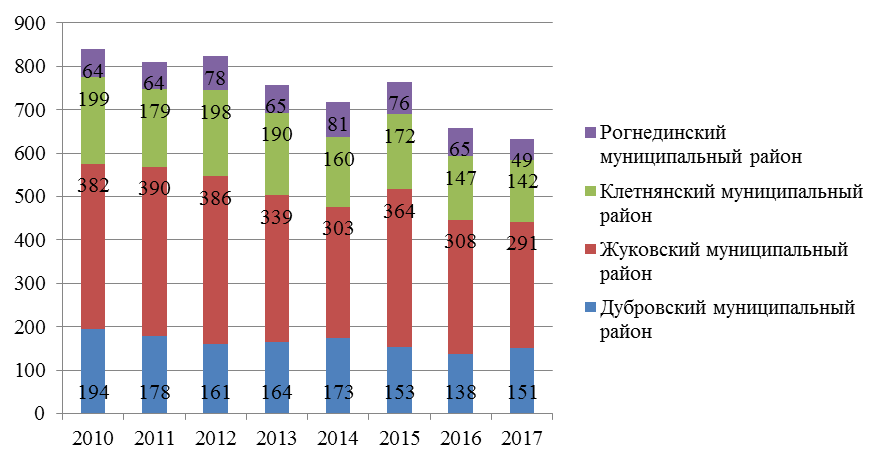 900
800
700
600
500
400
300
200
100
0
64 64 78 65 81 76 65 49
199 179 198 190 160 172 147 142
382 390 386 339 303 364 308 291
194 178 161 164 173 153 138 151
2010 2011 2012 2013 2014 2015 2016 2017
Рогнединский
муниципальный район
Клетнянский муниципальный
район
Жуковский муниципальный
район
Дубровский муниципальный
район